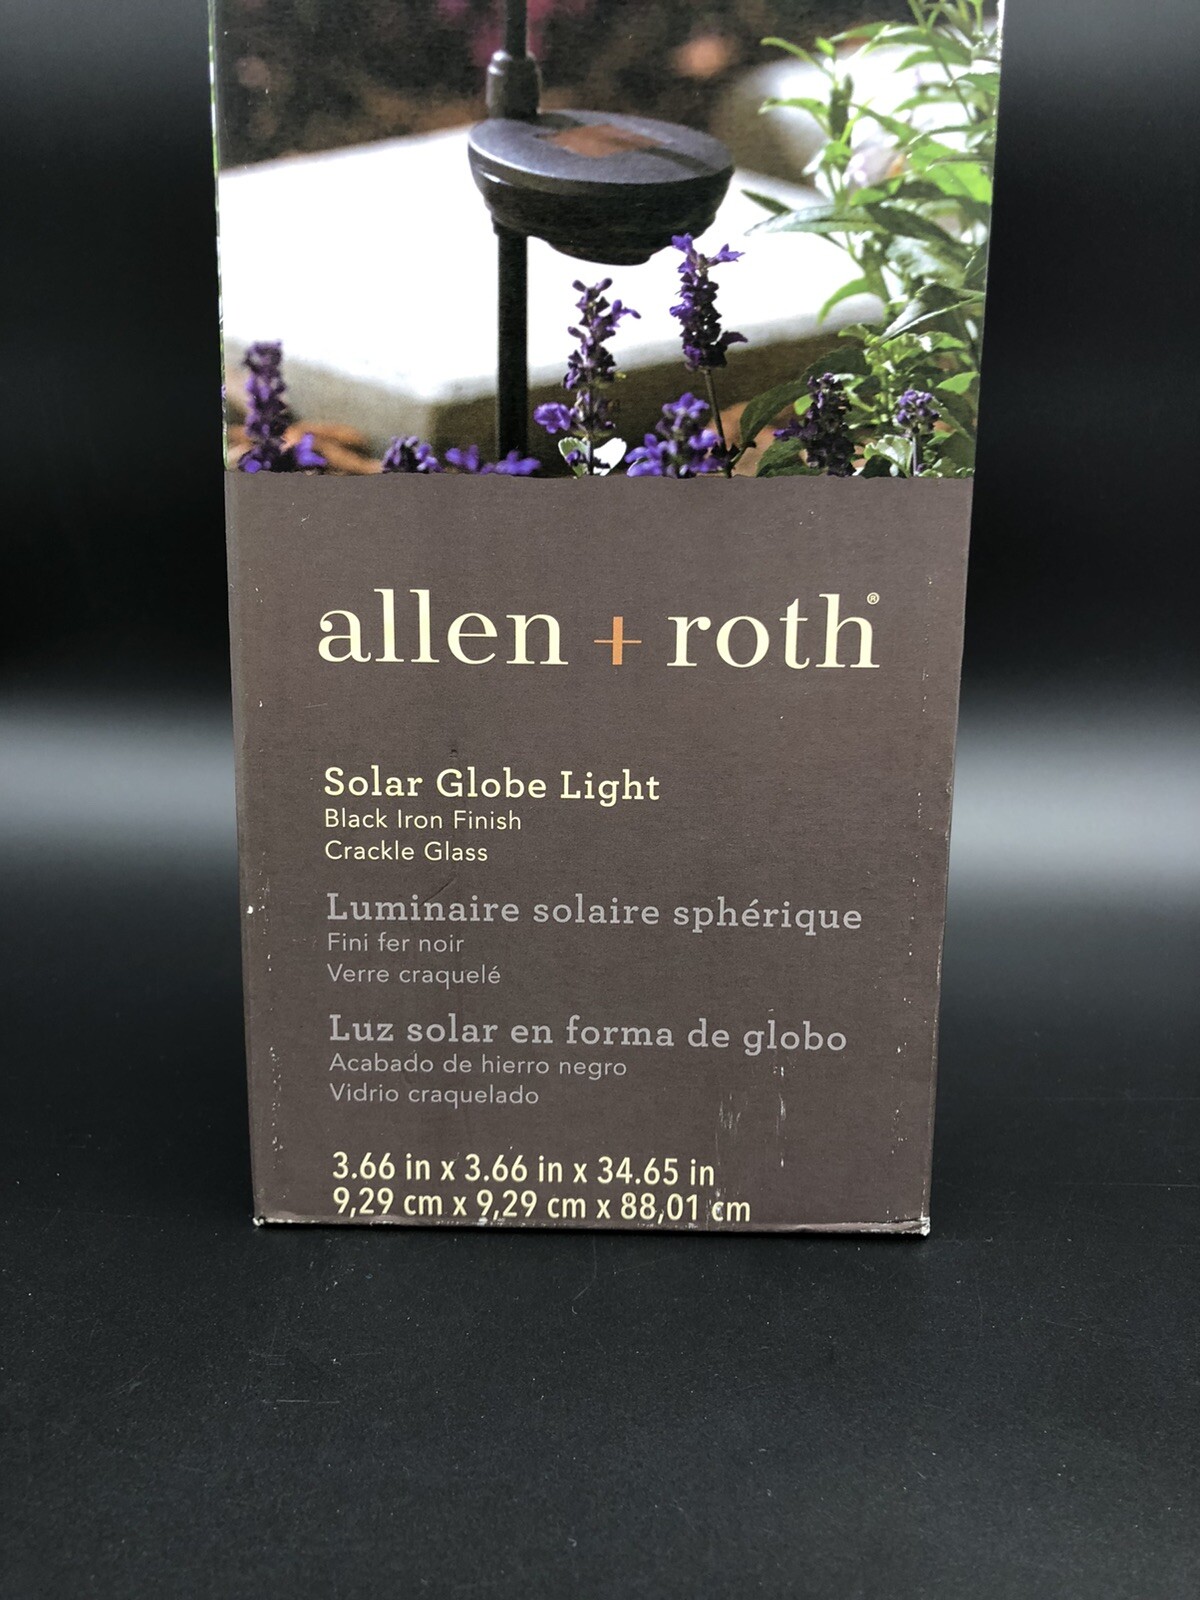 allen + roth®
Solar Globe Light
Black Iron Finish
Crackle Glass
Luminaire solaire sphérique
Fini fer noir
Verre craquelé
Luz solar en forma de globo
Acabado de hierro negro
Vidrio craquelado
3.66 in x 3.66 in x 34.65 in
9,29 cm x 9,29 cm x 88,01 cm